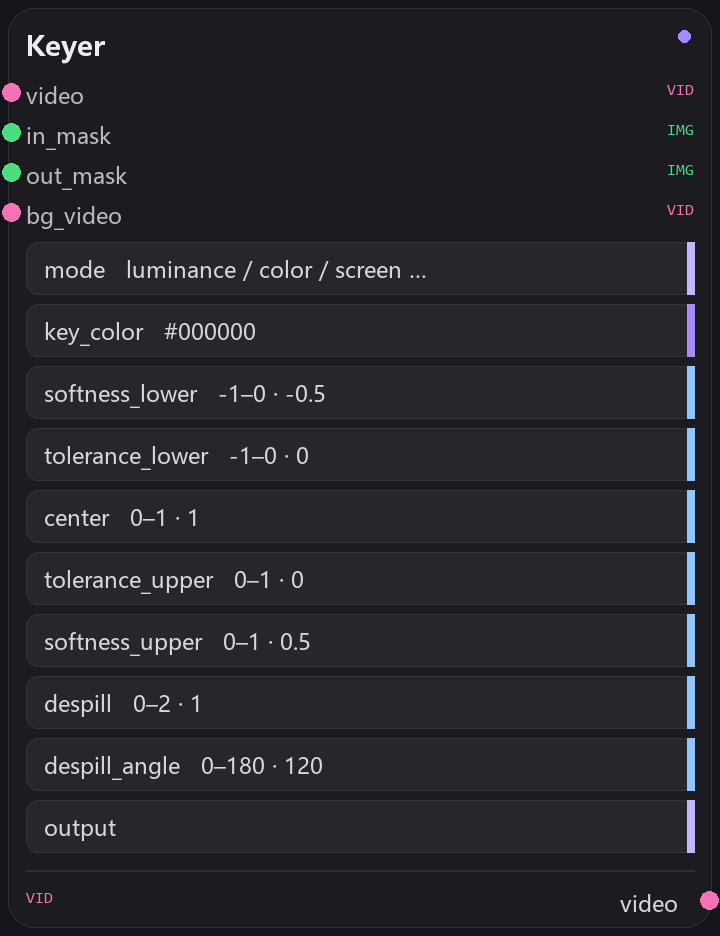 Keyer
video VID
in_mask IMG
out_mask IMG
bg_video VID
mode luminance / color / screen ...
key_color #000000
softness_lower -1–0 · -0.5
tolerance_lower -1–0 · 0
center 0–1 · 1
tolerance_upper 0–1 · 0
softness_upper 0–1 · 0.5
despill 0–2 · 1
despill_angle 0–180 · 120
output
VID video